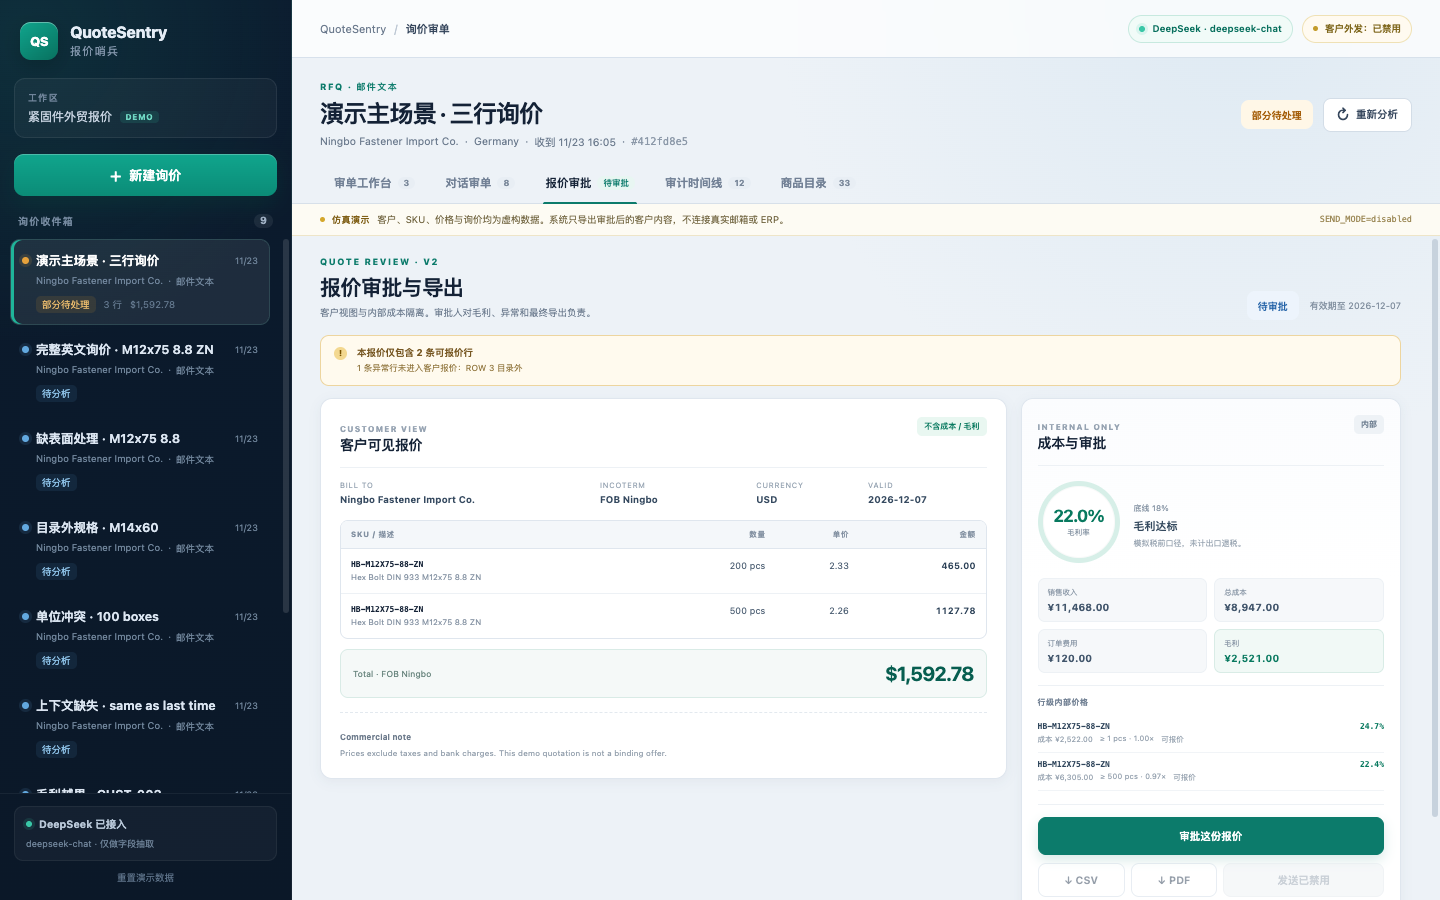 QS
QuoteSentry
报价哨兵
工作区
紧固件外贸报价 DEMO
+ 新建询价
询价收件箱 9
演示主场景 · 三行询价 11/23
Ningbo Fastener Import Co. · 邮件文本
部分待处理 3 行 $1,592.78
完整英文询价 · M12x75 8.8 ZN 11/23
Ningbo Fastener Import Co. · 邮件文本
待分析
缺表面处理 · M12x75 8.8 11/23
Ningbo Fastener Import Co. · 邮件文本
待分析
目录外规格 · M14x60 11/23
Ningbo Fastener Import Co. · 邮件文本
待分析
单位冲突 · 100 boxes 11/23
Ningbo Fastener Import Co. · 邮件文本
待分析
上下文缺失 · same as last time 11/23
Ningbo Fastener Import Co. · 邮件文本
待分析
DeepSeek 已接入
deepseek-chat · 仅做字段抽取
重置演示数据
QuoteSentry / 询价审单
DeepSeek · deepseek-chat
客户外发：已禁用
RFQ · 邮件文本
演示主场景 · 三行询价
Ningbo Fastener Import Co. · Germany · 收到 11/23 16:05 · #412fd8e5
部分待处理
重新分析
审单工作台 3
对话审单 8
报价审批 待审批
审计时间线 12
商品目录 33
仿真演示 客户、SKU、价格与询价均为虚构数据。系统只导出审批后的客户内容，不连接真实邮箱或 ERP。
SEND_MODE=disabled
QUOTE REVIEW · V2
报价审批与导出
客户视图与内部成本隔离。审批人对毛利、异常和最终导出负责。
待审批
有效期至 2026-12-07
! 本报价仅包含 2 条可报价行
1 条异常行未进入客户报价：ROW 3 目录外
CUSTOMER VIEW
客户可见报价
不含成本 / 毛利
BILL TO INCOTERM CURRENCY VALID
Ningbo Fastener Import Co. FOB Ningbo USD 2026-12-07
SKU / 描述 数量 单价 金额
HB-M12X75-88-ZN 200 pcs 2.33 465.00
Hex Bolt DIN 933 M12x75 8.8 ZN
HB-M12X75-88-ZN 500 pcs 2.26 1127.78
Hex Bolt DIN 933 M12x75 8.8 ZN
Total · FOB Ningbo $1,592.78
Commercial note
Prices exclude taxes and bank charges. This demo quotation is not a binding offer.
INTERNAL ONLY
成本与审批
内部
22.0%
毛利率
底线 18%
毛利达标
模拟税前口径，未计出口退税。
销售收入
¥11,468.00
总成本
¥8,947.00
订单费用
¥120.00
毛利
¥2,521.00
行级内部价格
HB-M12X75-88-ZN 24.7%
成本 ¥2,522.00 ≥ 1 pcs · 1.00× 可报价
HB-M12X75-88-ZN 22.4%
成本 ¥6,305.00 ≥ 500 pcs · 0.97× 可报价
审批这份报价
↓ CSV
↓ PDF
发送已禁用